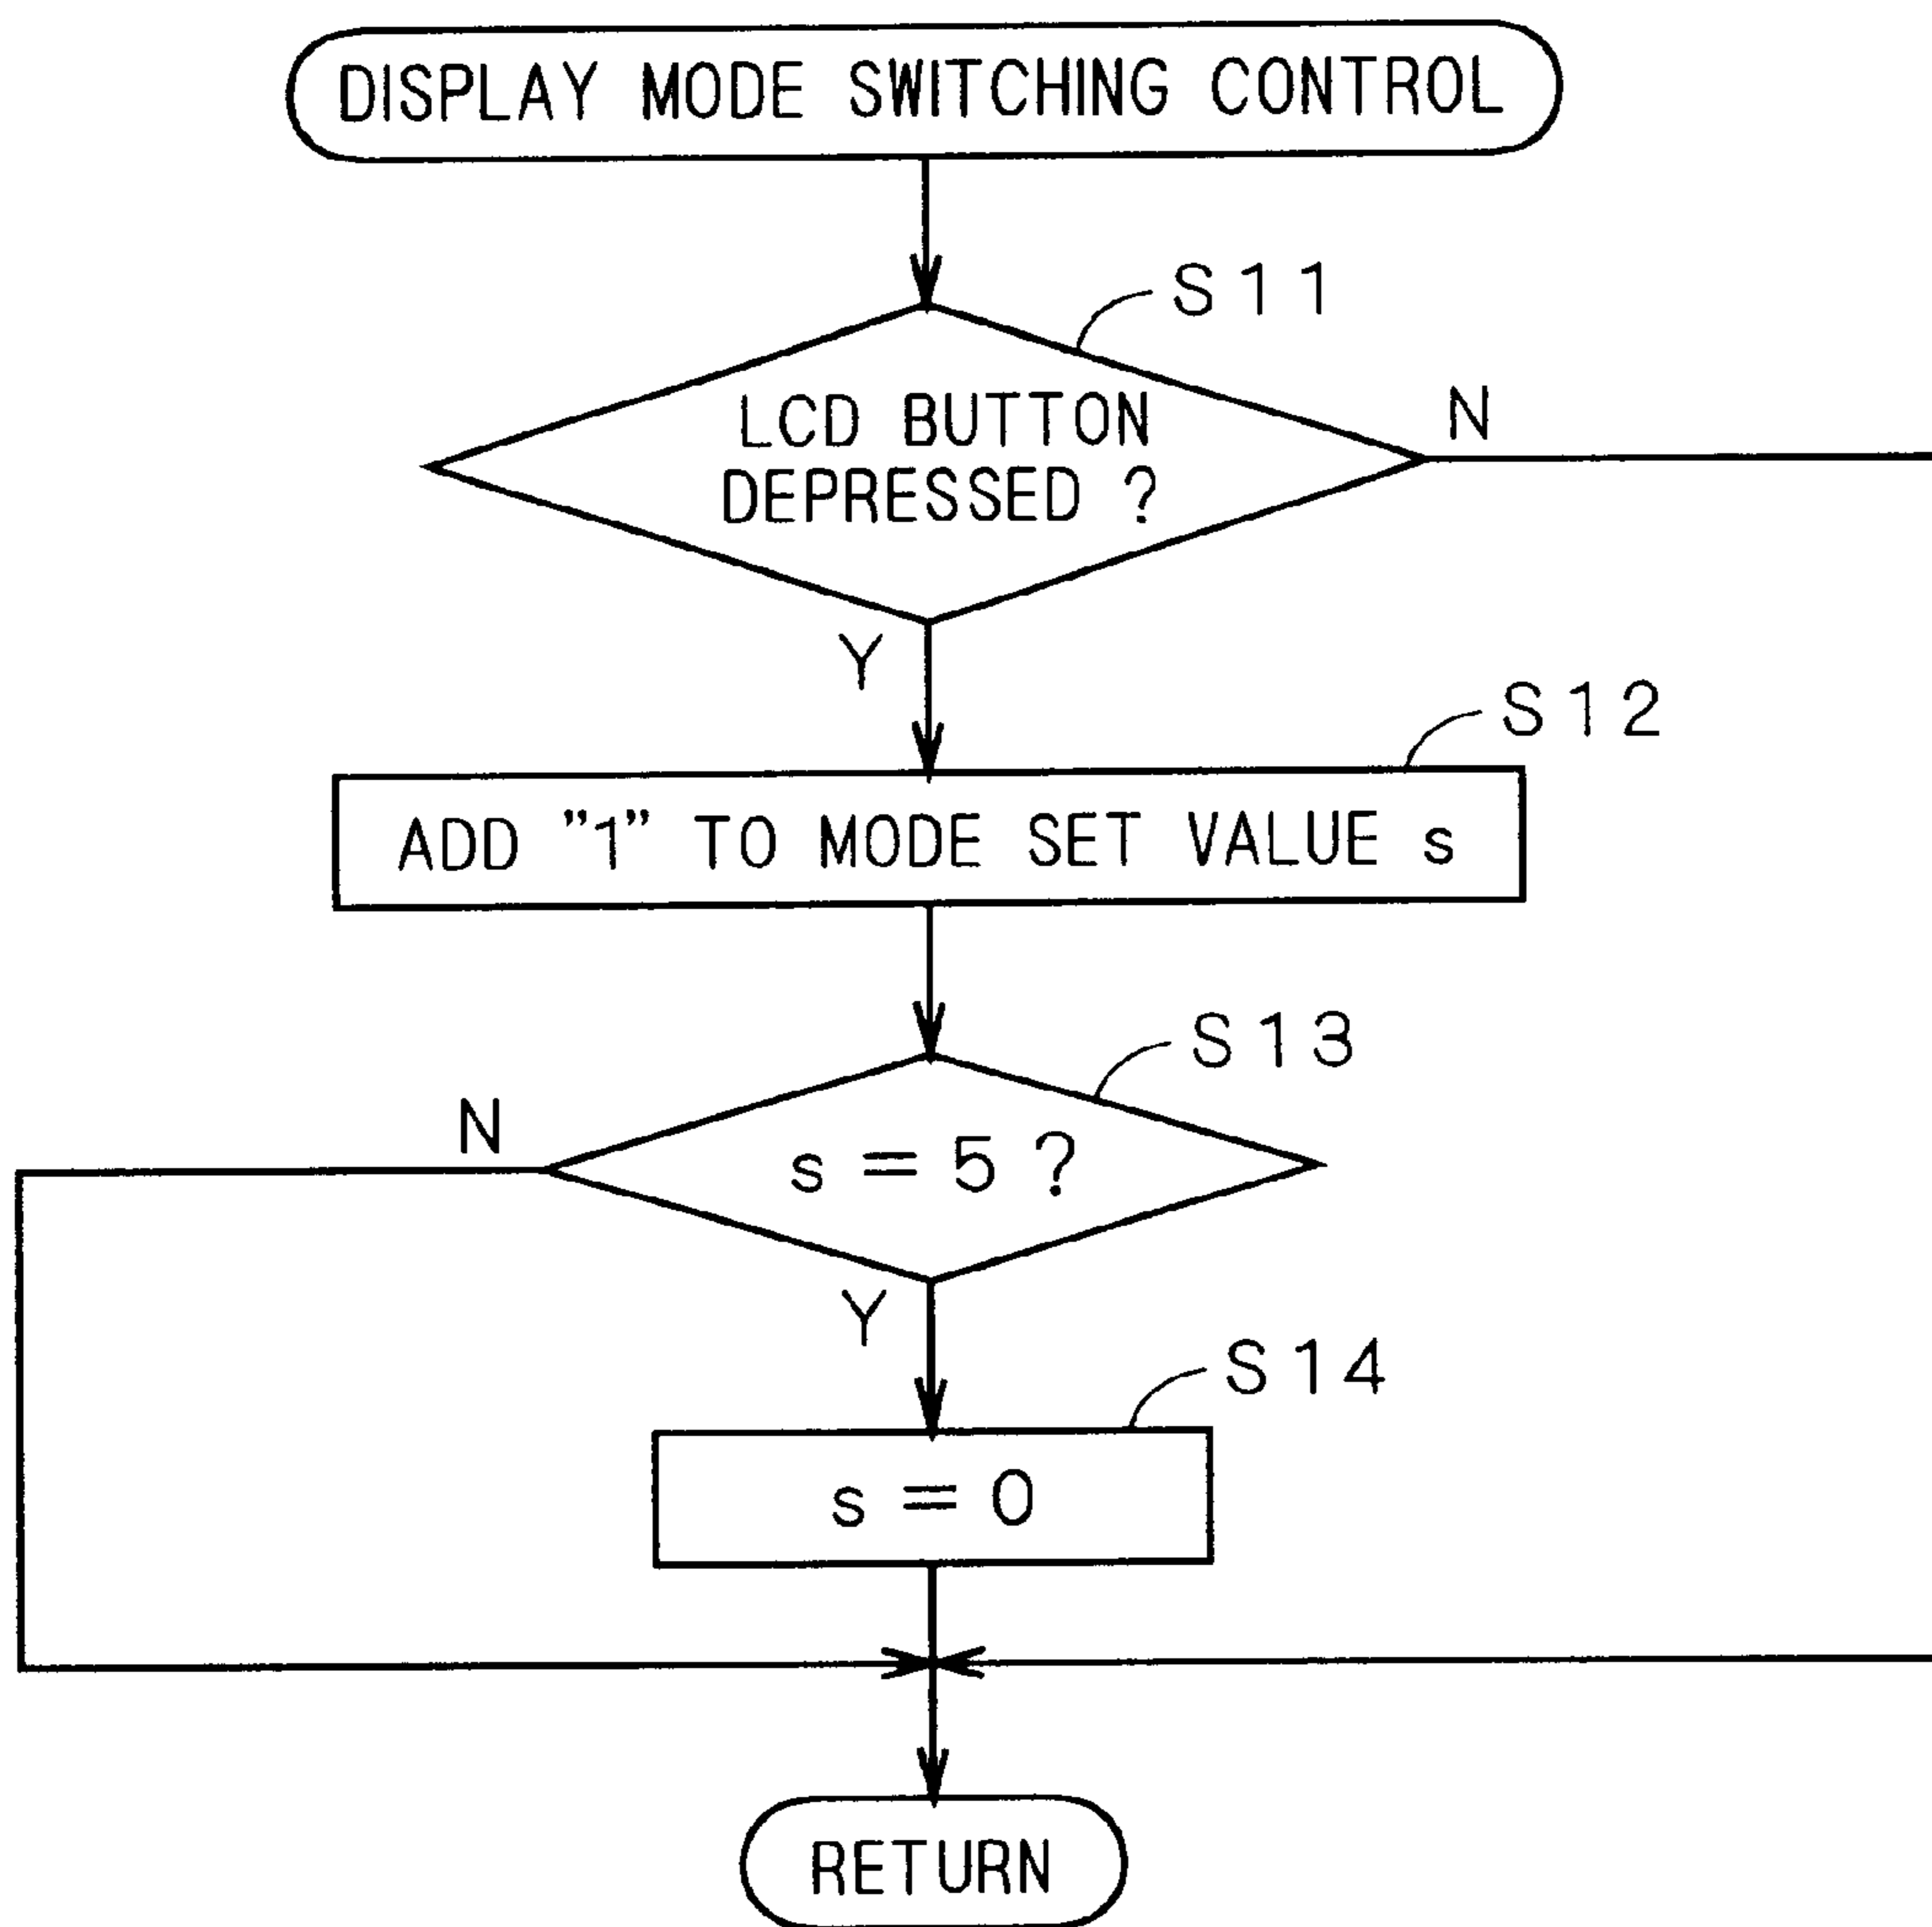 DISPLAY MODE SWITCHING CONTROL
S11
LCD BUTTON
DEPRESSED ?
N
Y
S12
ADD "1" TO MODE SET VALUE s
S13
N
s = 5 ?
Y
S14
s = 0
RETURN